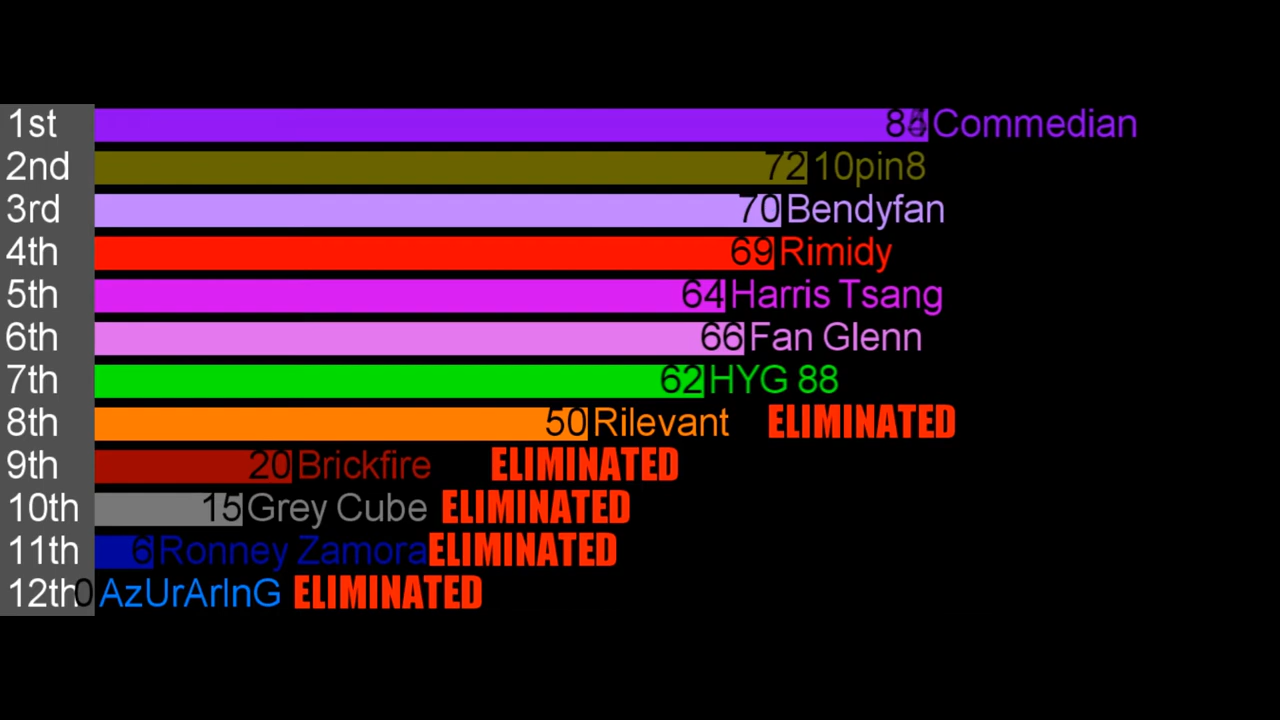 1st Commedian
2nd 72 10pin8
3rd 70 Bendyfan
4th 69 Rimidy
5th 64 Harris Tsang
6th 66 Fan Glenn
7th 62 HYG 88
8th 50 Rilevant ELIMINATED
9th 20 Brickfire ELIMINATED
10th 15 Grey Cube ELIMINATED
11th 6 Ronney Zamora ELIMINATED
12th 0 AzUrArInG ELIMINATED